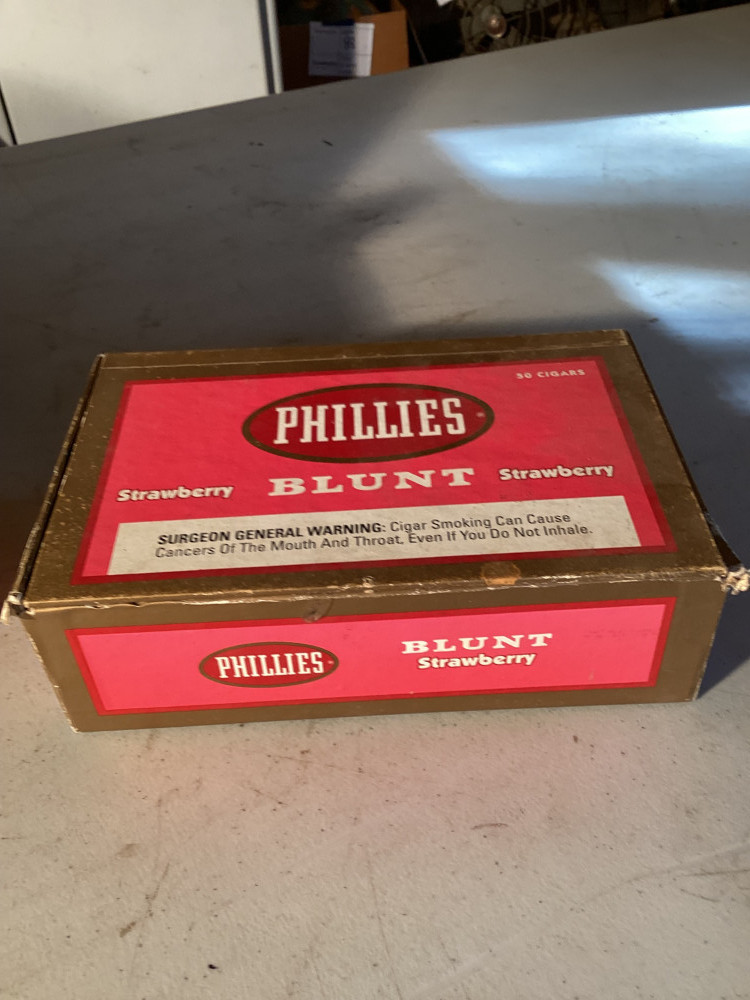 50 CIGARS
PHILLIES
Strawberry BLUNT Strawberry
SURGEON GENERAL WARNING: Cigar Smoking Can Cause
Cancers Of The Mouth And Throat, Even If You Do Not Inhale.
PHILLIES
BLUNT
Strawberry